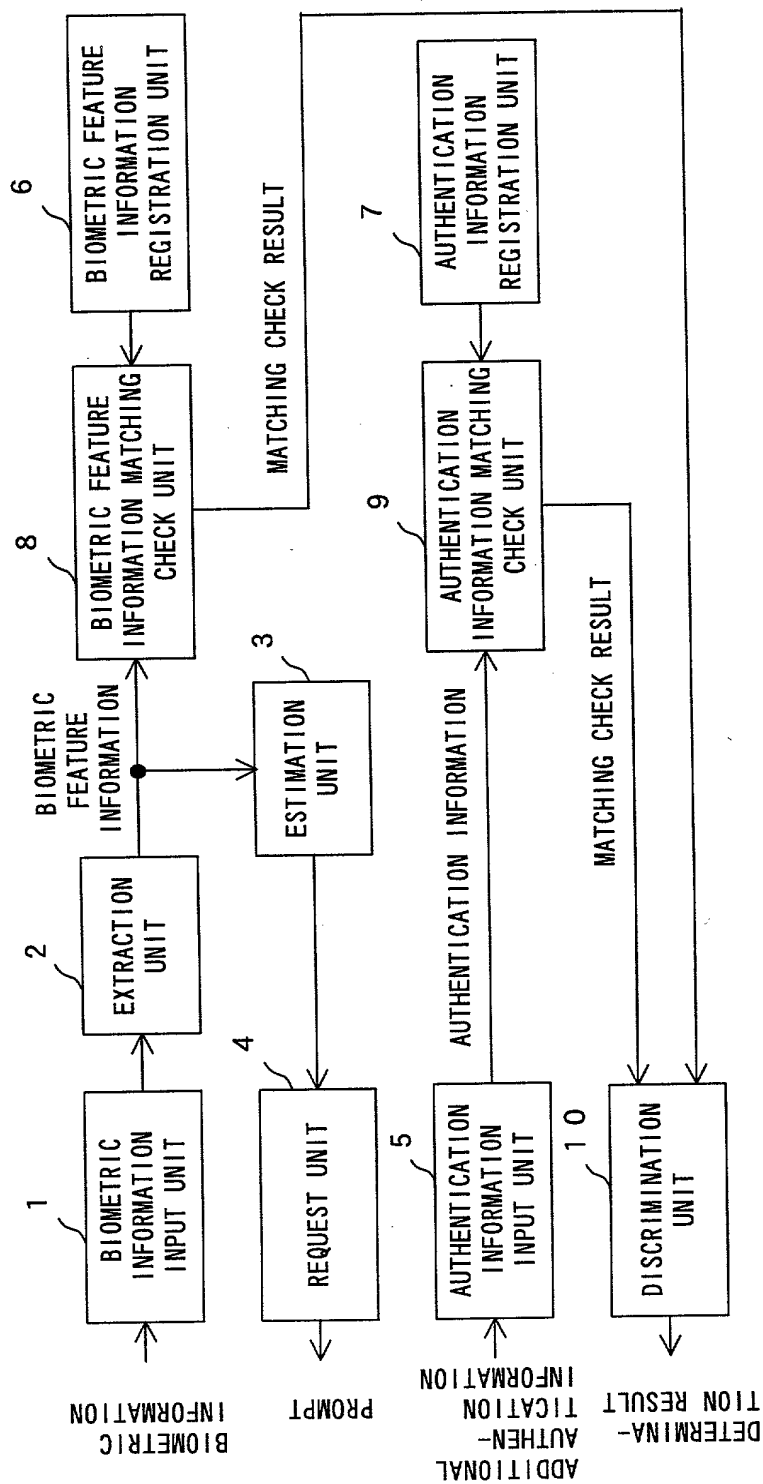 1
BIOMETRIC
INFORMATION
INPUT UNIT
2
EXTRACTION
UNIT
BIOMETRIC
FEATURE
INFORMATION
8
BIOMETRIC FEATURE
INFORMATION MATCHING
CHECK UNIT
6
BIOMETRIC FEATURE
INFORMATION
REGISTRATION UNIT
BIOMETRIC
INFORMATION
3
ESTIMATION
UNIT
4
REQUEST UNIT
PROMPT
MATCHING CHECK RESULT
5
AUTHENTICATION
INFORMATION
INPUT UNIT
ADDITIONAL
AUTHEN-
TICATION
INFORMATION
AUTHENTICATION INFORMATION
9
AUTHENTICATION
INFORMATION MATCHING
CHECK UNIT
7
AUTHENTICATION
INFORMATION
REGISTRATION UNIT
MATCHING CHECK RESULT
10
DISCRIMINATION
UNIT
DETERMINA-
TION RESULT